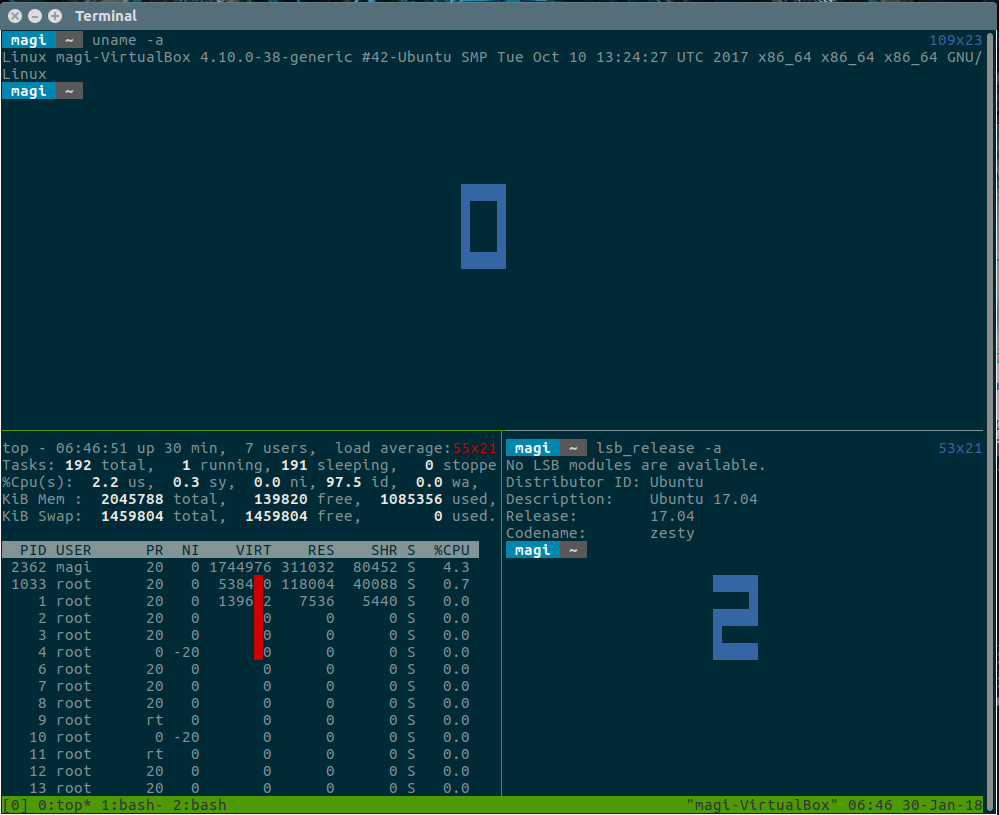 Terminal
magi ~ uname -a 109x23
Linux magi-VirtualBox 4.10.0-38-generic #42-Ubuntu SMP Tue Oct 10 13:24:27 UTC 2017 x86_64 x86_64 x86_64 GNU/
Linux
magi ~
0
top - 06:46:51 up 30 min,  7 users,  load average:55x21
Tasks: 192 total,   1 running, 191 sleeping,   0 stoppe
%Cpu(s):  2.2 us,  0.3 sy,  0.0 ni, 97.5 id,  0.0 wa,
KiB Mem :  2045788 total,   139820 free,  1085356 used,
KiB Swap:  1459804 total,  1459804 free,        0 used.
PID USER      PR  NI    VIRT    RES    SHR S  %CPU
2362 magi      20   0 1744976 311032  80452 S   4.3
1033 root      20   0  5384 0 118004  40088 S   0.7
1 root      20   0  1396 2   7536   5440 S   0.0
2 root      20   0       0      0      0 S   0.0
3 root      20   0       0      0      0 S   0.0
4 root       0 -20       0      0      0 S   0.0
6 root      20   0       0      0      0 S   0.0
7 root      20   0       0      0      0 S   0.0
8 root      20   0       0      0      0 S   0.0
9 root      rt   0       0      0      0 S   0.0
10 root       0 -20       0      0      0 S   0.0
11 root      rt   0       0      0      0 S   0.0
12 root      20   0       0      0      0 S   0.0
13 root      20   0       0      0      0 S   0.0
magi ~ lsb_release -a 53x21
No LSB modules are available.
Distributor ID: Ubuntu
Description:    Ubuntu 17.04
Release:        17.04
Codename:       zesty
magi ~
2
[0] 0:top* 1:bash- 2:bash "magi-VirtualBox" 06:46 30-Jan-18